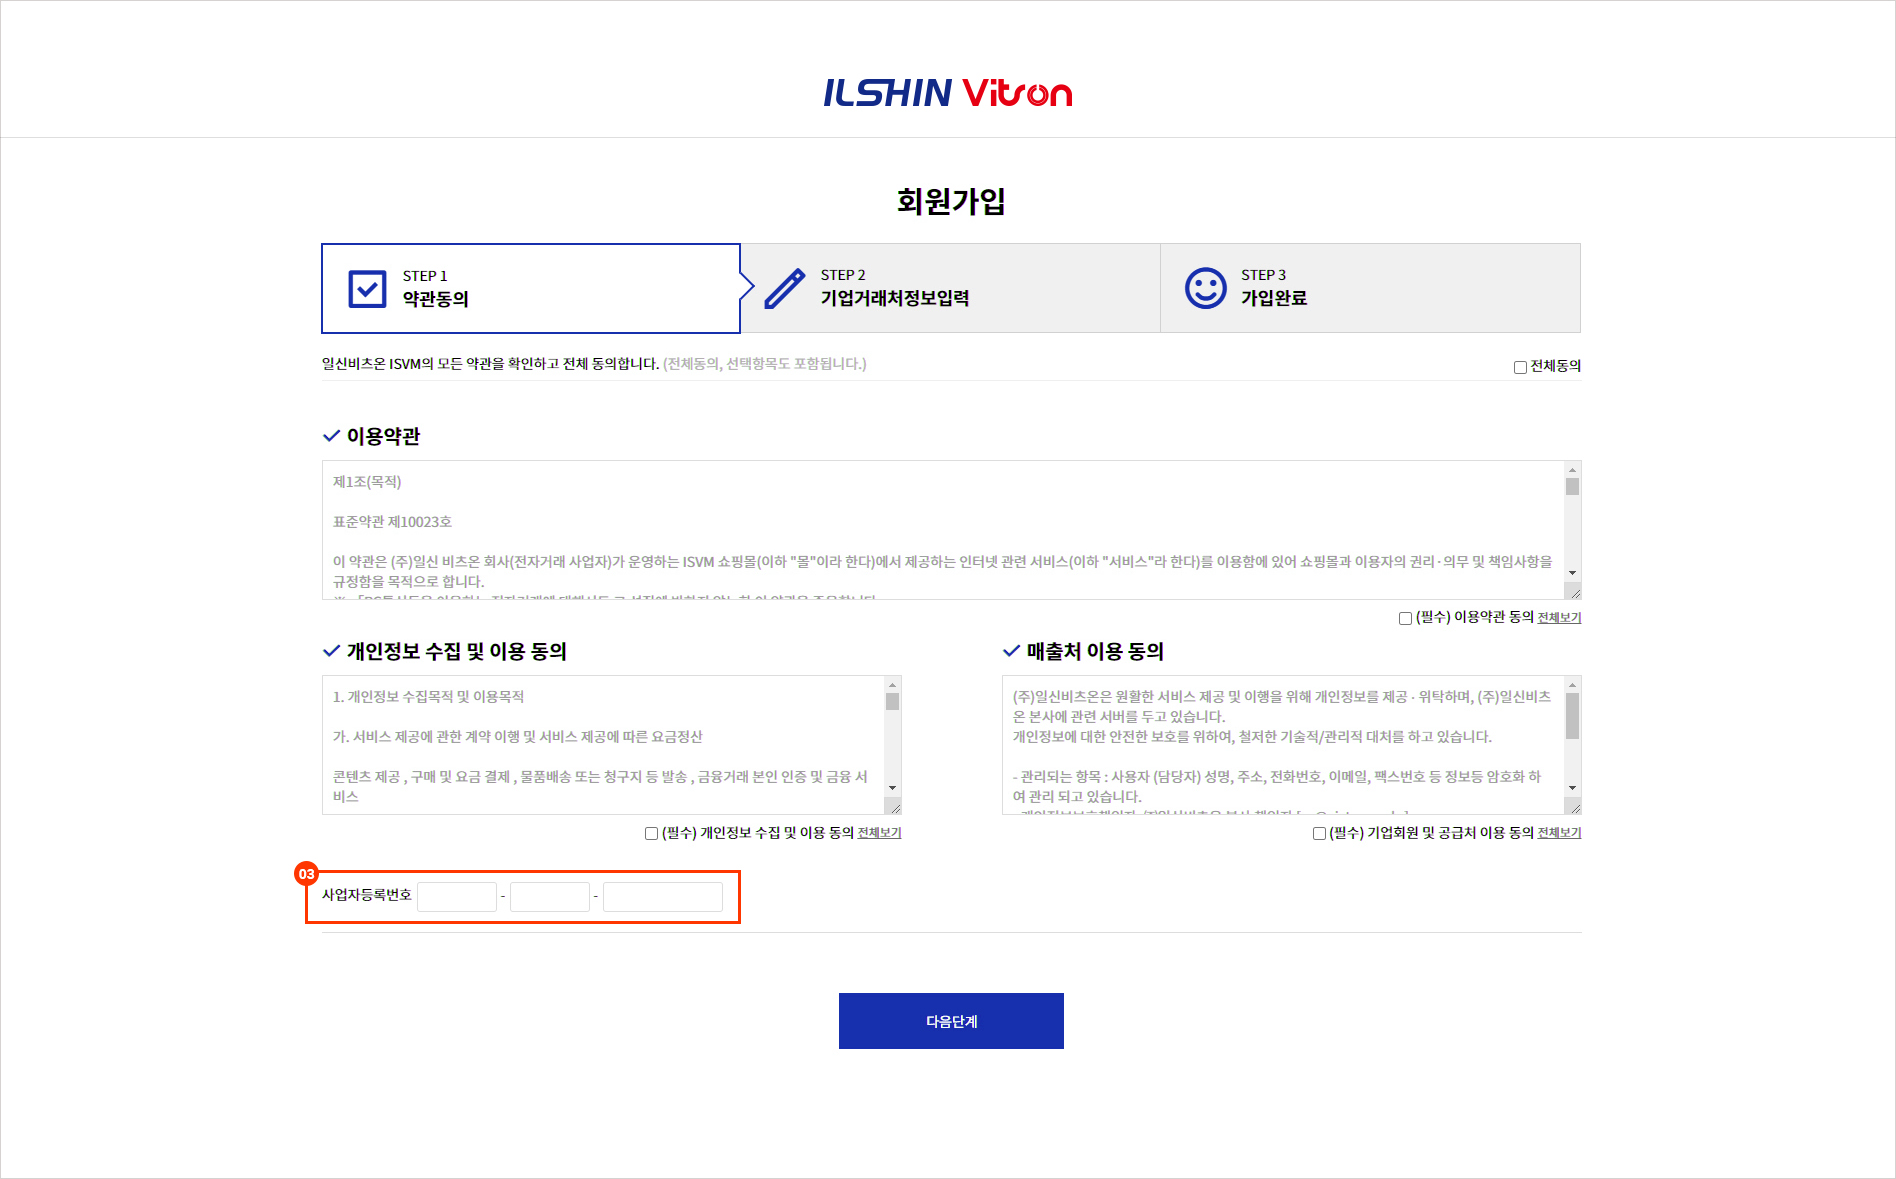 ILSHIN Vitron
회원가입
STEP 1
약관동의
STEP 2
기업거래처정보입력
STEP 3
가입완료
일신비츠온 ISVM의 모든 약관을 확인하고 전체 동의합니다. (전체동의, 선택항목도 포함됩니다.)
전체동의
이용약관
제1조(목적)
표준약관 제10023호
이 약관은 (주)일신 비츠온 회사(전자거래 사업자)가 운영하는 ISVM 쇼핑몰(이하 "몰"이라 한다)에서 제공하는 인터넷 관련 서비스(이하 "서비스"라 한다)를 이용함에 있어 쇼핑몰과 이용자의 권리·의무 및 책임사항을
규정함을 목적으로 합니다.
(필수) 이용약관 동의 전체보기
개인정보 수집 및 이용 동의
1. 개인정보 수집목적 및 이용목적
가. 서비스 제공에 관한 계약 이행 및 서비스 제공에 따른 요금정산
콘텐츠 제공 , 구매 및 요금 결제 , 물품배송 또는 청구지 등 발송 , 금융거래 본인 인증 및 금융 서
비스
(필수) 개인정보 수집 및 이용 동의 전체보기
매출처 이용 동의
(주)일신비츠온은 원활한 서비스 제공 및 이행을 위해 개인정보를 제공 · 위탁하며, (주)일신비츠
온 본사에 관련 서버를 두고 있습니다.
개인정보에 대한 안전한 보호를 위하여, 철저한 기술적/관리적 대처를 하고 있습니다.
- 관리되는 항목 : 사용자 (담당자) 성명, 주소, 전화번호, 이메일, 팩스번호 등 정보등 암호화 하
여 관리 되고 있습니다.
(필수) 기업회원 및 공급처 이용 동의 전체보기
03
사업자등록번호 - -
다음단계